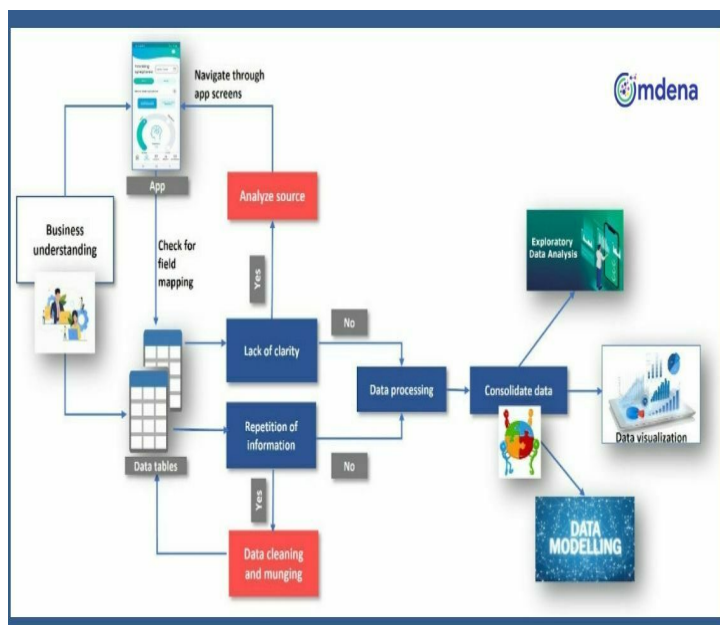 Navigate through
app screens
Omdena
App
Analyze source
Business
understanding
Check for
field
mapping
Yes
Exploratory
Data Analysis
No
Lack of clarity
Data processing
Consolidate data
Repetition of
information
No
Data visualization
Data tables
Yes
DATA
MODELLING
Data cleaning
and munging